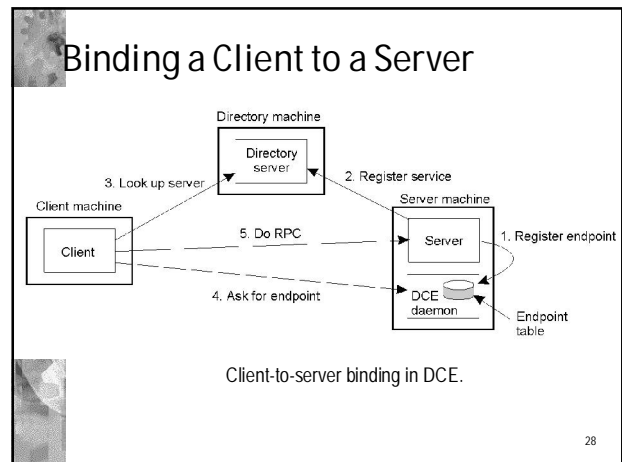 Binding a Client to a Server
Directory machine
Directory
server
3. Look up server
2. Register service
Client machine
Server machine
Client
5. Do RPC
Server
1. Register endpoint
4. Ask for endpoint
DCE
daemon
Endpoint
table
Client-to-server binding in DCE.
28